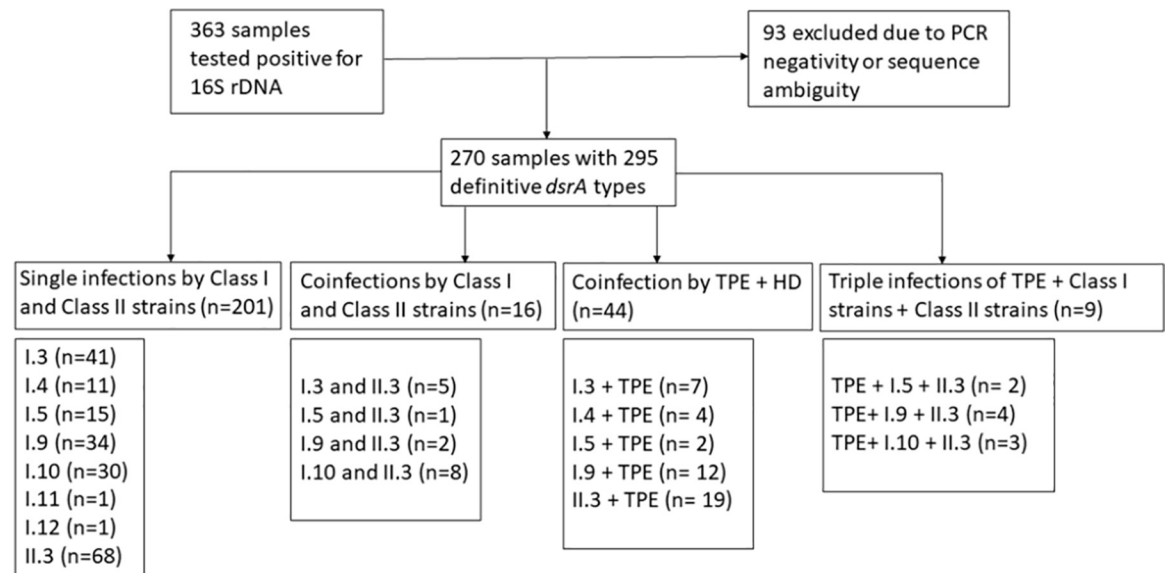 363 samples
tested positive for
16S rDNA
93 excluded due to PCR
negativity or sequence
ambiguity
270 samples with 295
definitive dsrA types
Single infections by Class I
and Class II strains (n=201)
I.3 (n=41)
I.4 (n=11)
I.5 (n=15)
I.9 (n=34)
I.10 (n=30)
I.11 (n=1)
I.12 (n=1)
II.3 (n=68)
Coinfections by Class I
and Class II strains (n=16)
I.3 and II.3 (n=5)
I.5 and II.3 (n=1)
I.9 and II.3 (n=2)
I.10 and II.3 (n=8)
Coinfection by TPE + HD
(n=44)
I.3 + TPE (n=7)
I.4 + TPE (n= 4)
I.5 + TPE (n= 2)
I.9 + TPE (n= 12)
II.3 + TPE (n= 19)
Triple infections of TPE + Class I
strains + Class II strains (n=9)
TPE + I.5 + II.3 (n= 2)
TPE+ I.9 + II.3 (n=4)
TPE+ I.10 + II.3 (n=3)